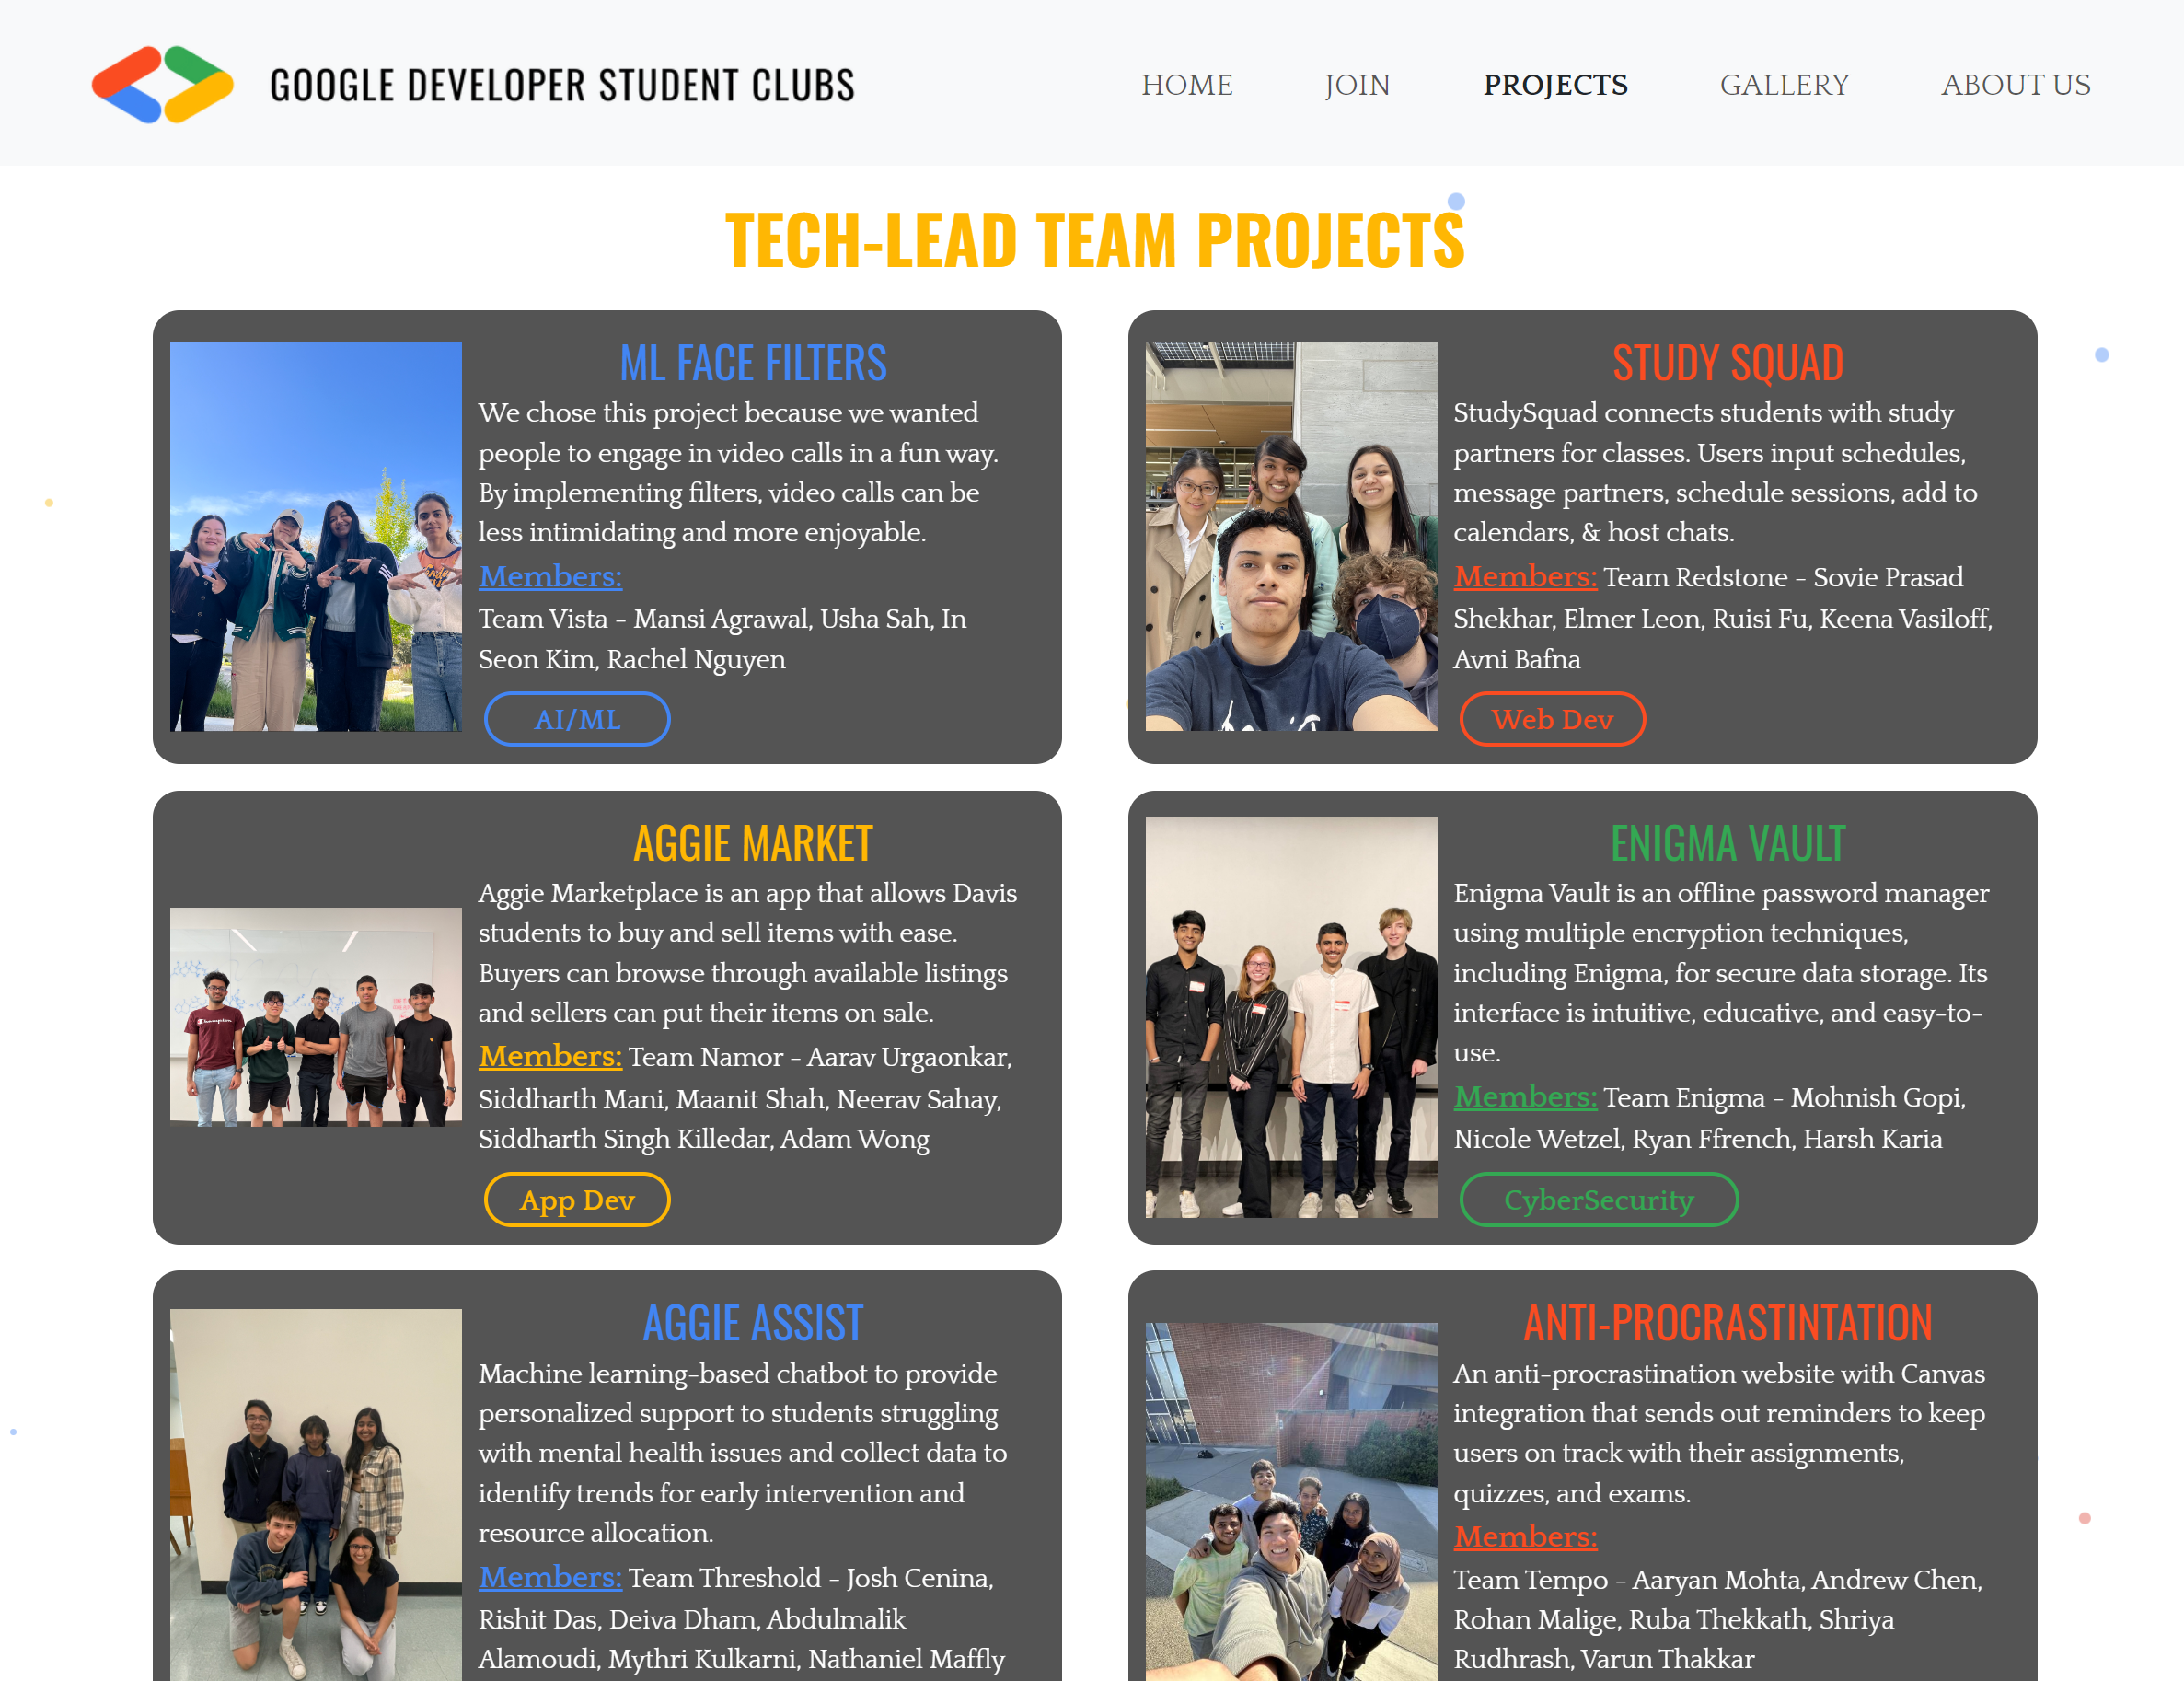 GOOGLE DEVELOPER STUDENT CLUBS
HOME
JOIN
PROJECTS
GALLERY
ABOUT US
TECH-LEAD TEAM PROJECTS
ML FACE FILTERS
We chose this project because we wanted
people to engage in video calls in a fun way.
By implementing filters, video calls can be
less intimidating and more enjoyable.
Members:
Team Vista - Mansi Agrawal, Usha Sah, In
Seon Kim, Rachel Nguyen
AI/ML
STUDY SQUAD
StudySquad connects students with study
partners for classes. Users input schedules,
message partners, schedule sessions, add to
calendars, & host chats.
Members: Team Redstone - Sovie Prasad
Shekhar, Elmer Leon, Ruisi Fu, Keena Vasiloff,
Avni Bafna
Web Dev
AGGIE MARKET
Aggie Marketplace is an app that allows Davis
students to buy and sell items with ease.
Buyers can browse through available listings
and sellers can put their items on sale.
Members: Team Namor - Aarav Urgaonkar,
Siddharth Mani, Maanit Shah, Neerav Sahay,
Siddharth Singh Killedar, Adam Wong
App Dev
ENIGMA VAULT
Enigma Vault is an offline password manager
using multiple encryption techniques,
including Enigma, for secure data storage. Its
interface is intuitive, educative, and easy-to-
use.
Members: Team Enigma - Mohnish Gopi,
Nicole Wetzel, Ryan Ffrench, Harsh Karia
CyberSecurity
AGGIE ASSIST
Machine learning-based chatbot to provide
personalized support to students struggling
with mental health issues and collect data to
identify trends for early intervention and
resource allocation.
Members: Team Threshold - Josh Cenina,
Rishit Das, Deiva Dham, Abdulmalik
Alamoudi, Mythri Kulkarni, Nathaniel Maffly
ANTI-PROCRASTINTATION
An anti-procrastination website with Canvas
integration that sends out reminders to keep
users on track with their assignments,
quizzes, and exams.
Members:
Team Tempo - Aaryan Mohta, Andrew Chen,
Rohan Malige, Ruba Thekkath, Shriya
Rudhrash, Varun Thakkar